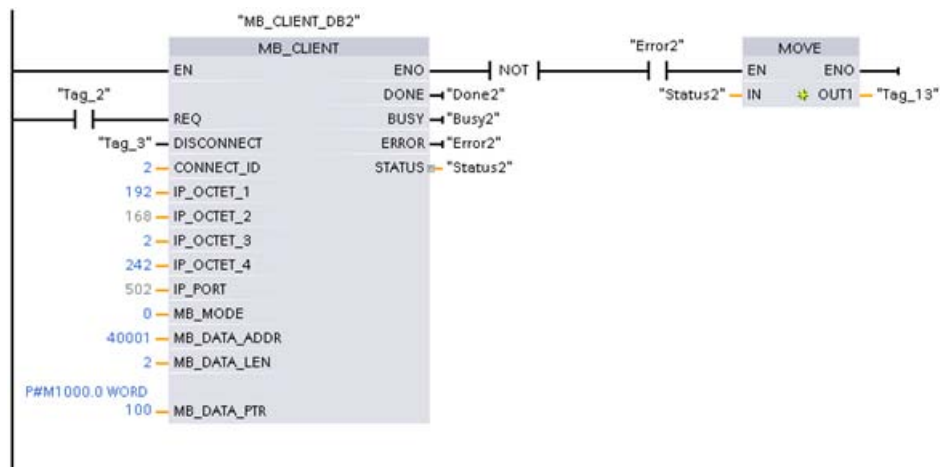 "MB_CLIENT_DB2"
MB_CLIENT
"Error2"
MOVE
EN ENO NOT EN ENO
"Tag_2" DONE "Done2" "Status2" IN OUT1 "Tag_13"
REQ BUSY "Busy2"
"Tag_3" DISCONNECT ERROR "Error2"
2 CONNECT_ID STATUS "Status2"
192 IP_OCTET_1
168 IP_OCTET_2
2 IP_OCTET_3
242 IP_OCTET_4
502 IP_PORT
0 MB_MODE
40001 MB_DATA_ADDR
2 MB_DATA_LEN
P#M1000.0 WORD
100 MB_DATA_PTR